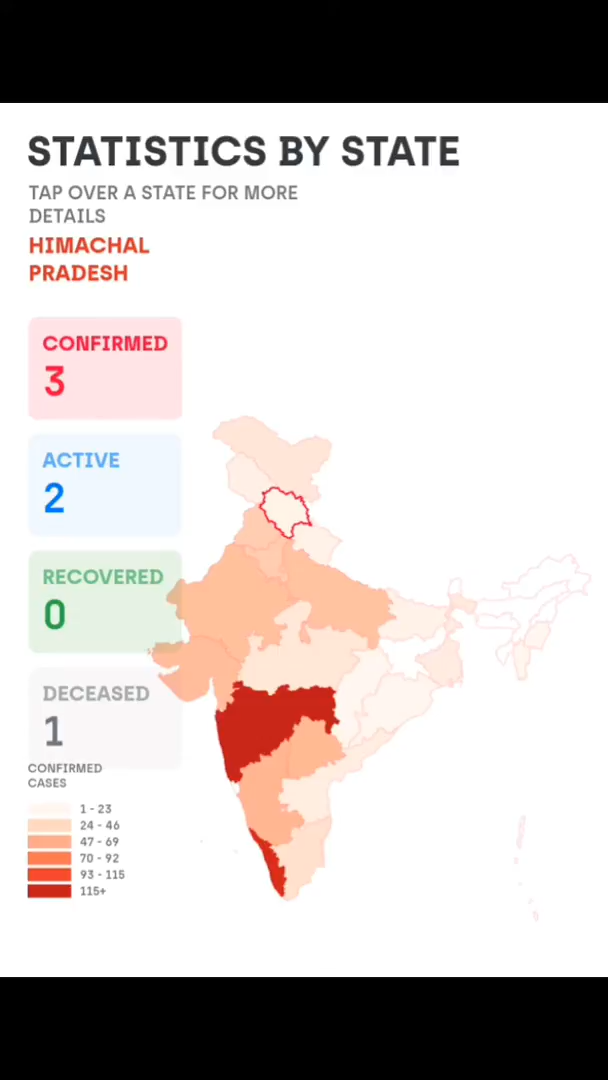 STATISTICS BY STATE
TAP OVER A STATE FOR MORE
DETAILS
HIMACHAL
PRADESH
CONFIRMED
3
ACTIVE
2
RECOVERED
0
DECEASED
1
CONFIRMED
CASES
1 - 23
24 - 46
47 - 69
70 - 92
93 - 115
115+